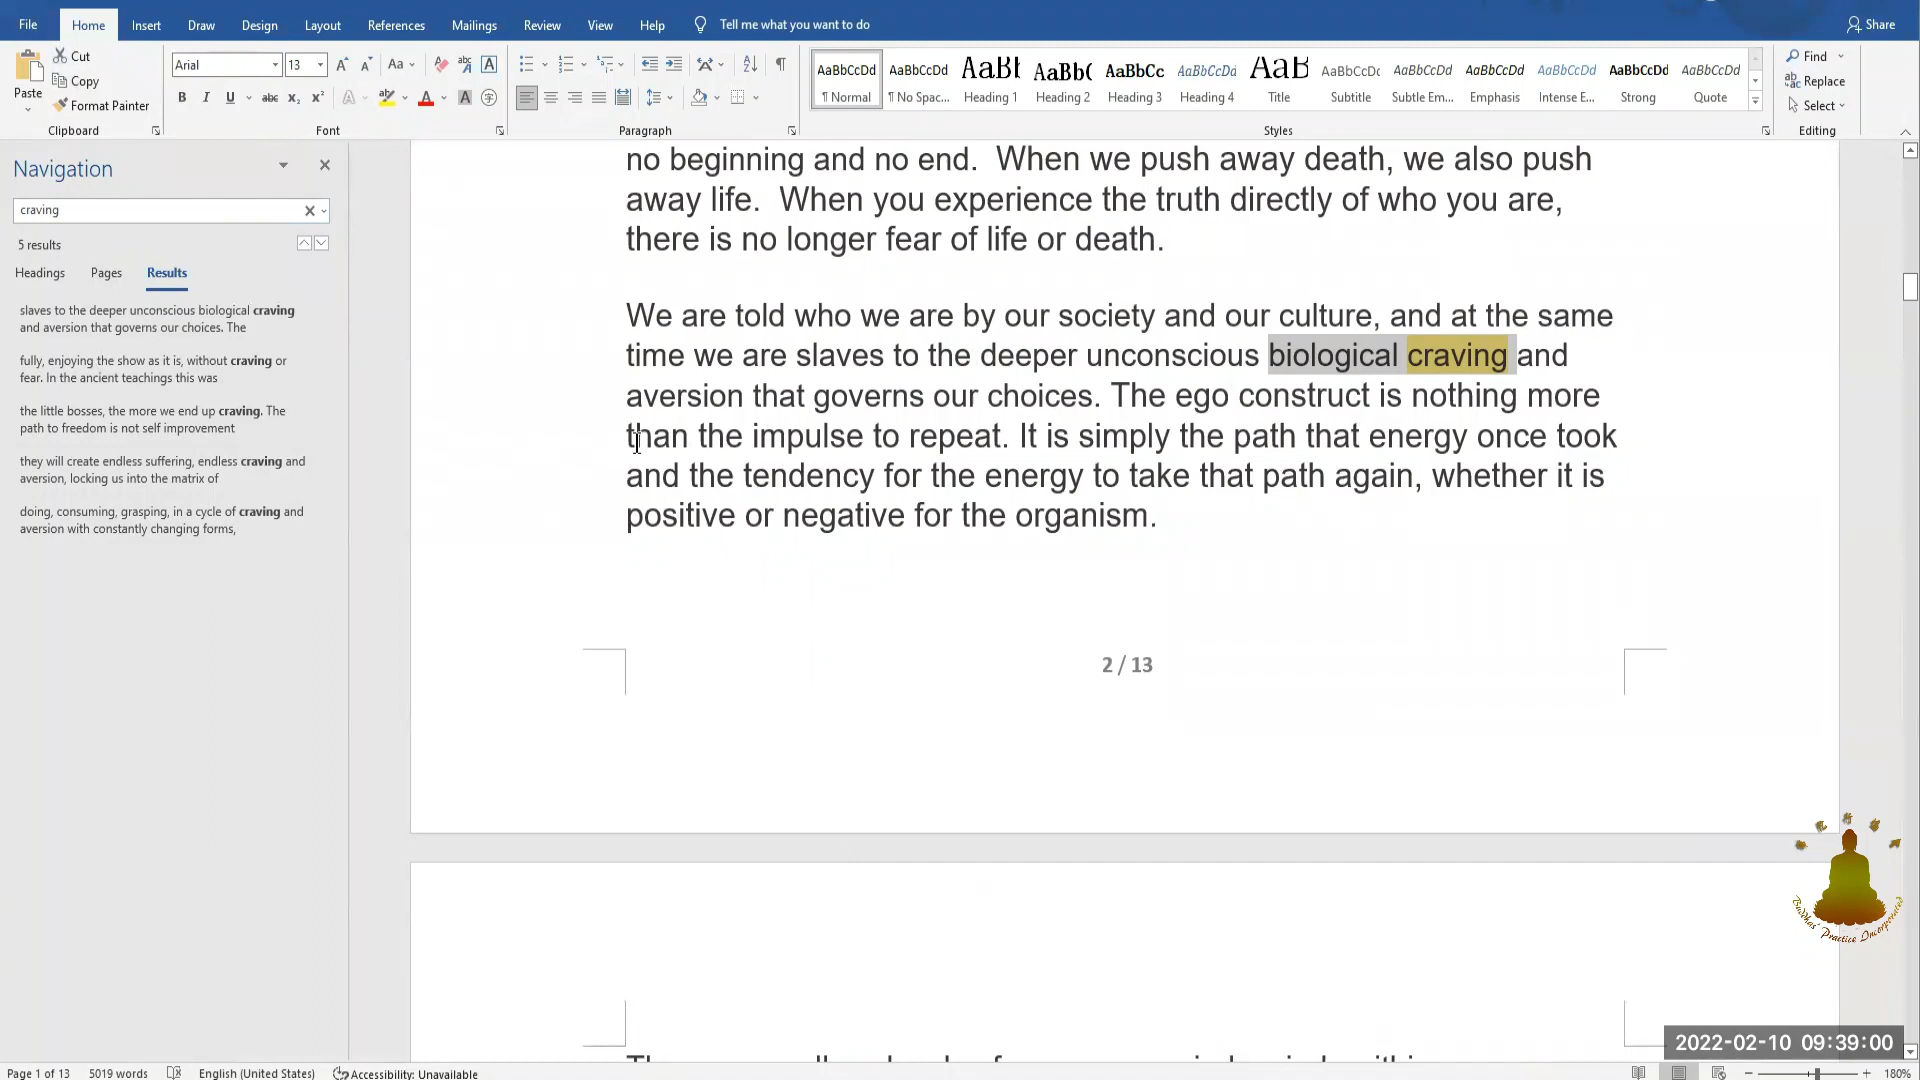 File Home Insert Draw Design Layout References Mailings Review View Help Tell me what you want to do Share
Paste
Cut
Copy
Format Painter
Clipboard
Arial 13
Font
Paragraph
AaBbCcDd AaBbCcDd AaBl AaBb( AaBbCc AaBbCcDd AaB AaBbCcDc AaBbCcDd AaBbCcDd AaBbCcDd AaBbCcDd AaBbCcDd
¶ Normal ¶ No Spac... Heading 1 Heading 2 Heading 3 Heading 4 Title Subtitle Subtle Em... Emphasis Intense E... Strong Quote
Styles
Find
Replace
Select
Editing
Navigation
craving
5 results
Headings Pages Results
slaves to the deeper unconscious biological craving
and aversion that governs our choices. The
fully, enjoying the show as it is, without craving or
fear. In the ancient teachings this was
the little bosses, the more we end up craving. The
path to freedom is not self improvement
they will create endless suffering, endless craving and
aversion, locking us into the matrix of
doing, consuming, grasping, in a cycle of craving and
aversion with constantly changing forms,
no beginning and no end. When we push away death, we also push
away life. When you experience the truth directly of who you are,
there is no longer fear of life or death.
We are told who we are by our society and our culture, and at the same
time we are slaves to the deeper unconscious biological craving and
aversion that governs our choices. The ego construct is nothing more
than the impulse to repeat. It is simply the path that energy once took
and the tendency for the energy to take that path again, whether it is
positive or negative for the organism.
2 / 13
Buddhas' Practice Incorporated
2022-02-10 09:39:00
Page 1 of 13 5019 words English (United States) Accessibility: Unavailable 180%